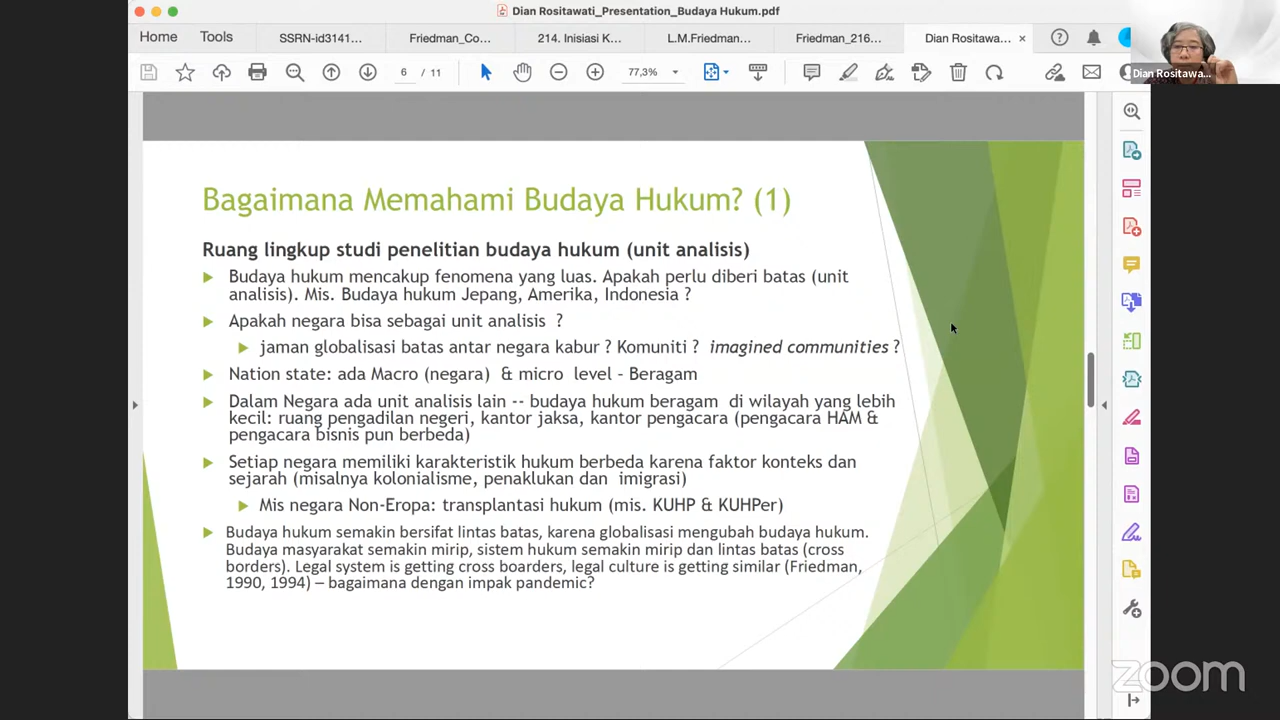 Dian Rositawati_Presentation_Budaya Hukum.pdf
Home
Tools
SSRN-id3141...
Friedman_Co...
214. Inisiasi K...
L.M.Friedman...
Friedman_216...
Dian Rositawa...
6 / 11
77,3%
Dian Rositawa...
Bagaimana Memahami Budaya Hukum? (1)
Ruang lingkup studi penelitian budaya hukum (unit analisis)
Budaya hukum mencakup fenomena yang luas. Apakah perlu diberi batas (unit
analisis). Mis. Budaya hukum Jepang, Amerika, Indonesia ?
Apakah negara bisa sebagai unit analisis ?
jaman globalisasi batas antar negara kabur ? Komuniti ? imagined communities ?
Nation state: ada Macro (negara) & micro level – Beragam
Dalam Negara ada unit analisis lain -- budaya hukum beragam di wilayah yang lebih
kecil: ruang pengadilan negeri, kantor jaksa, kantor pengacara (pengacara HAM &
pengacara bisnis pun berbeda)
Setiap negara memiliki karakteristik hukum berbeda karena faktor konteks dan
sejarah (misalnya kolonialisme, penaklukan dan imigrasi)
Mis negara Non-Eropa: transplantasi hukum (mis. KUHP & KUHPer)
Budaya hukum semakin bersifat lintas batas, karena globalisasi mengubah budaya hukum.
Budaya masyarakat semakin mirip, sistem hukum semakin mirip dan lintas batas (cross
borders). Legal system is getting cross boarders, legal culture is getting similar (Friedman,
1990, 1994) – bagaimana dengan impak pandemic?
zoom